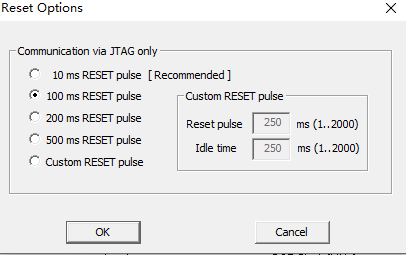 Reset Options
Communication via JTAG only
10 ms RESET pulse [ Recommended ]
100 ms RESET pulse
200 ms RESET pulse
500 ms RESET pulse
Custom RESET pulse
Custom RESET pulse
Reset pulse 250 ms (1..2000)
Idle time 250 ms (1..2000)
OK
Cancel